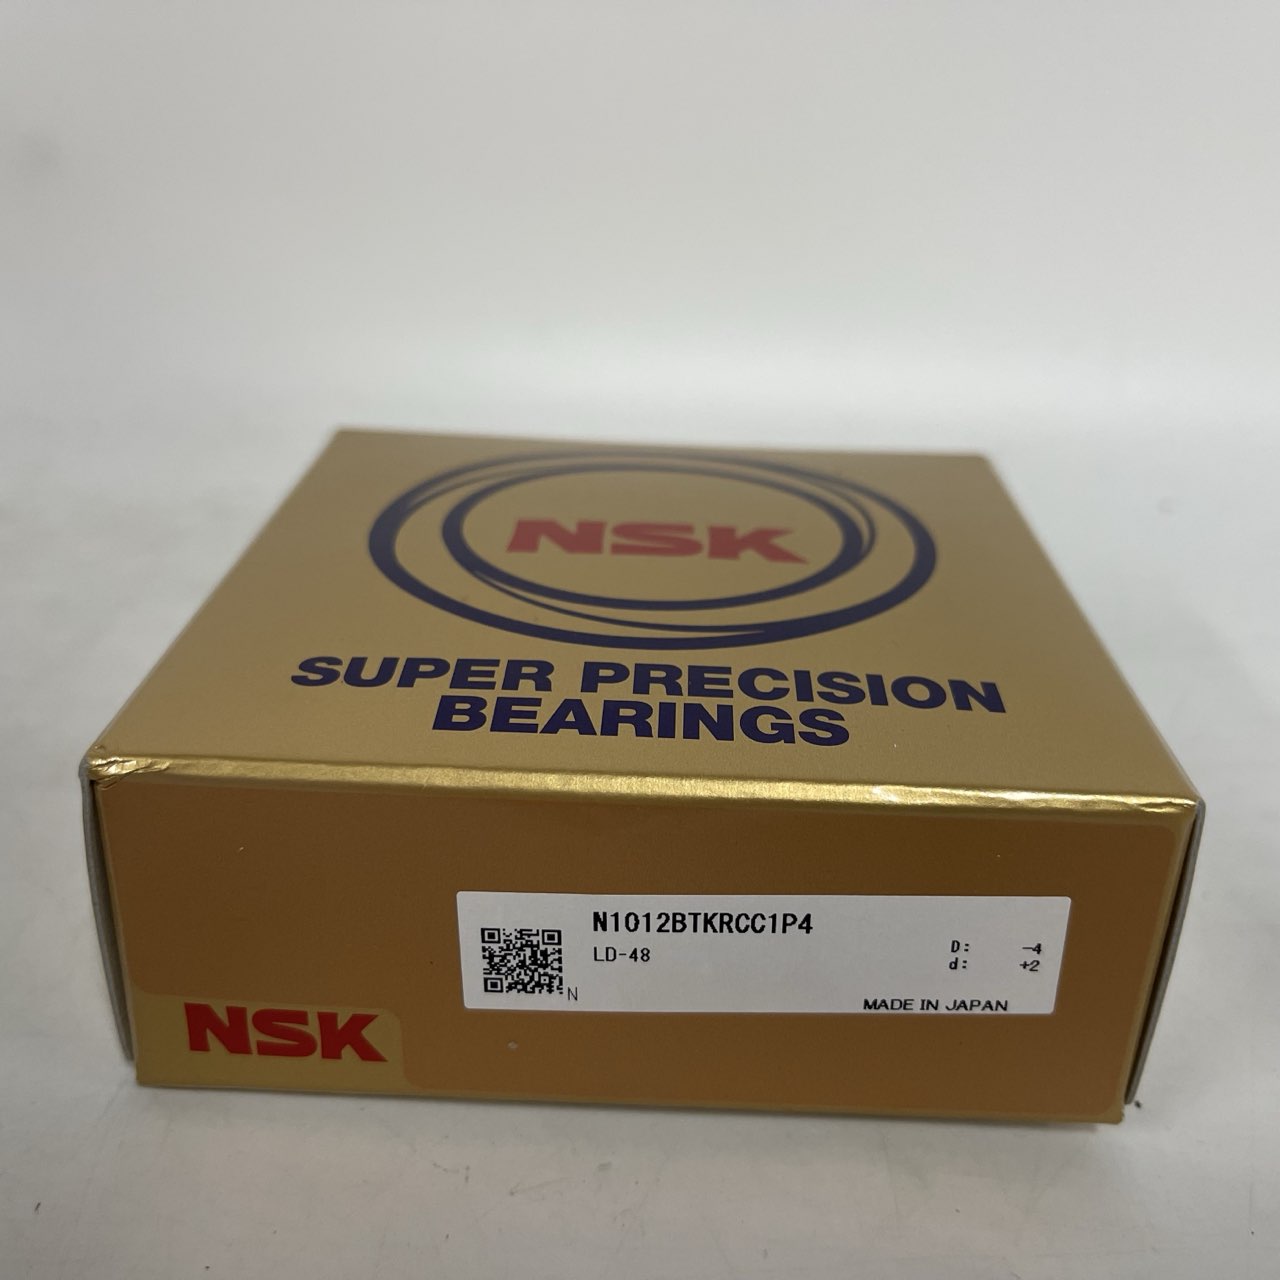 NSK
SUPER PRECISION
BEARINGS
N1012BTKRCC1P4
LD-48
D: -4
d: +2
N
MADE IN JAPAN
NSK